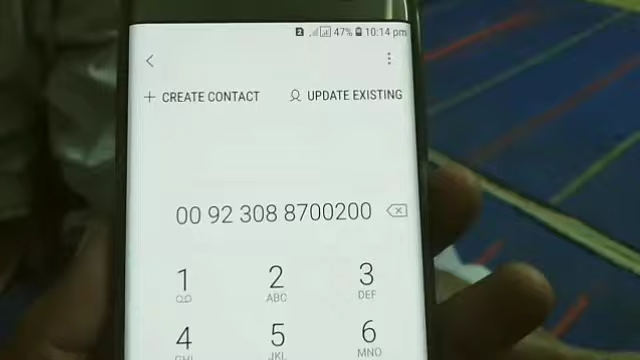 47% 10:14 pm
+ CREATE CONTACT UPDATE EXISTING
00 92 308 8700200
1 2 3
ABC DEF
4 5 6
GHI JKL MNO